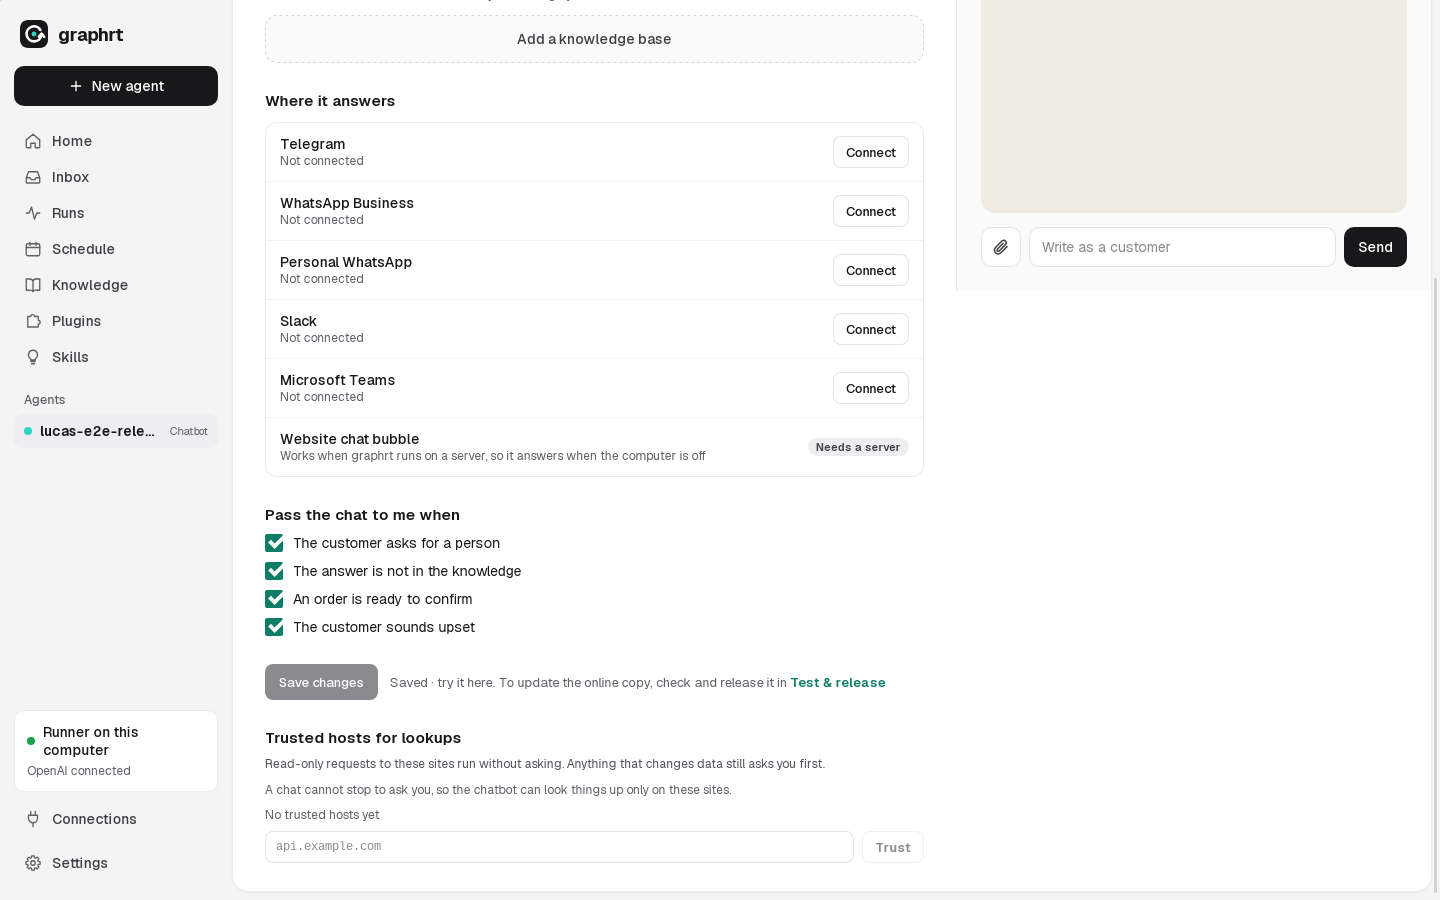 graphrt
New agent
Home
Inbox
Runs
Schedule
Knowledge
Plugins
Skills
Agents
lucas-e2e-rele... Chatbot
Runner on this
computer
OpenAI connected
Connections
Settings
Add a knowledge base
Where it answers
Telegram
Not connected
Connect
WhatsApp Business
Not connected
Connect
Personal WhatsApp
Not connected
Connect
Slack
Not connected
Connect
Microsoft Teams
Not connected
Connect
Website chat bubble
Works when graphrt runs on a server, so it answers when the computer is off
Needs a server
Pass the chat to me when
The customer asks for a person
The answer is not in the knowledge
An order is ready to confirm
The customer sounds upset
Save changes Saved · try it here. To update the online copy, check and release it in Test & release
Trusted hosts for lookups
Read-only requests to these sites run without asking. Anything that changes data still asks you first.
A chat cannot stop to ask you, so the chatbot can look things up only on these sites.
No trusted hosts yet
api.example.com Trust
Write as a customer Send